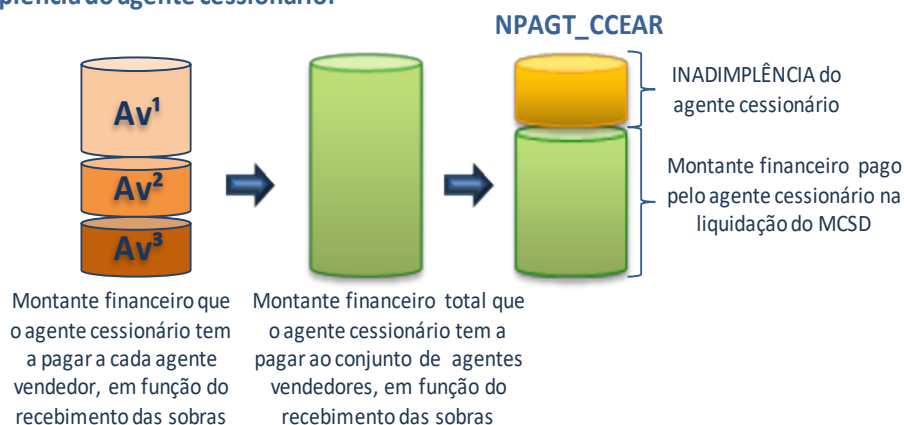 plência do agente cessionário.
NPAGT_CCEAR
Av¹
Av²
Av³
INADIMPLÊNCIA do
agente cessionário
Montante financeiro pago
pelo agente cessionário na
liquidação do MCSD
Montante financeiro que
o agente cessionário tem
a pagar a cada agente
vendedor, em função do
recebimento das sobras
Montante financeiro total que
o agente cessionário tem a
pagar ao conjunto de agentes
vendedores, em função do
recebimento das sobras